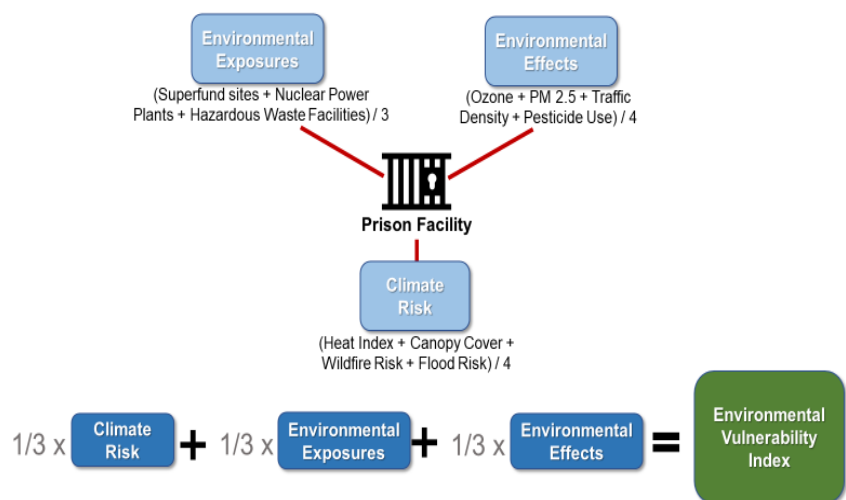 Environmental
Exposures
(Superfund sites + Nuclear Power
Plants + Hazardous Waste Facilities) / 3
Environmental
Effects
(Ozone + PM 2.5 + Traffic
Density + Pesticide Use) / 4
Prison Facility
Climate
Risk
(Heat Index + Canopy Cover +
Wildfire Risk + Flood Risk) / 4
1/3 x Climate Risk + 1/3 x Environmental Exposures + 1/3 x Environmental Effects = Environmental Vulnerability Index